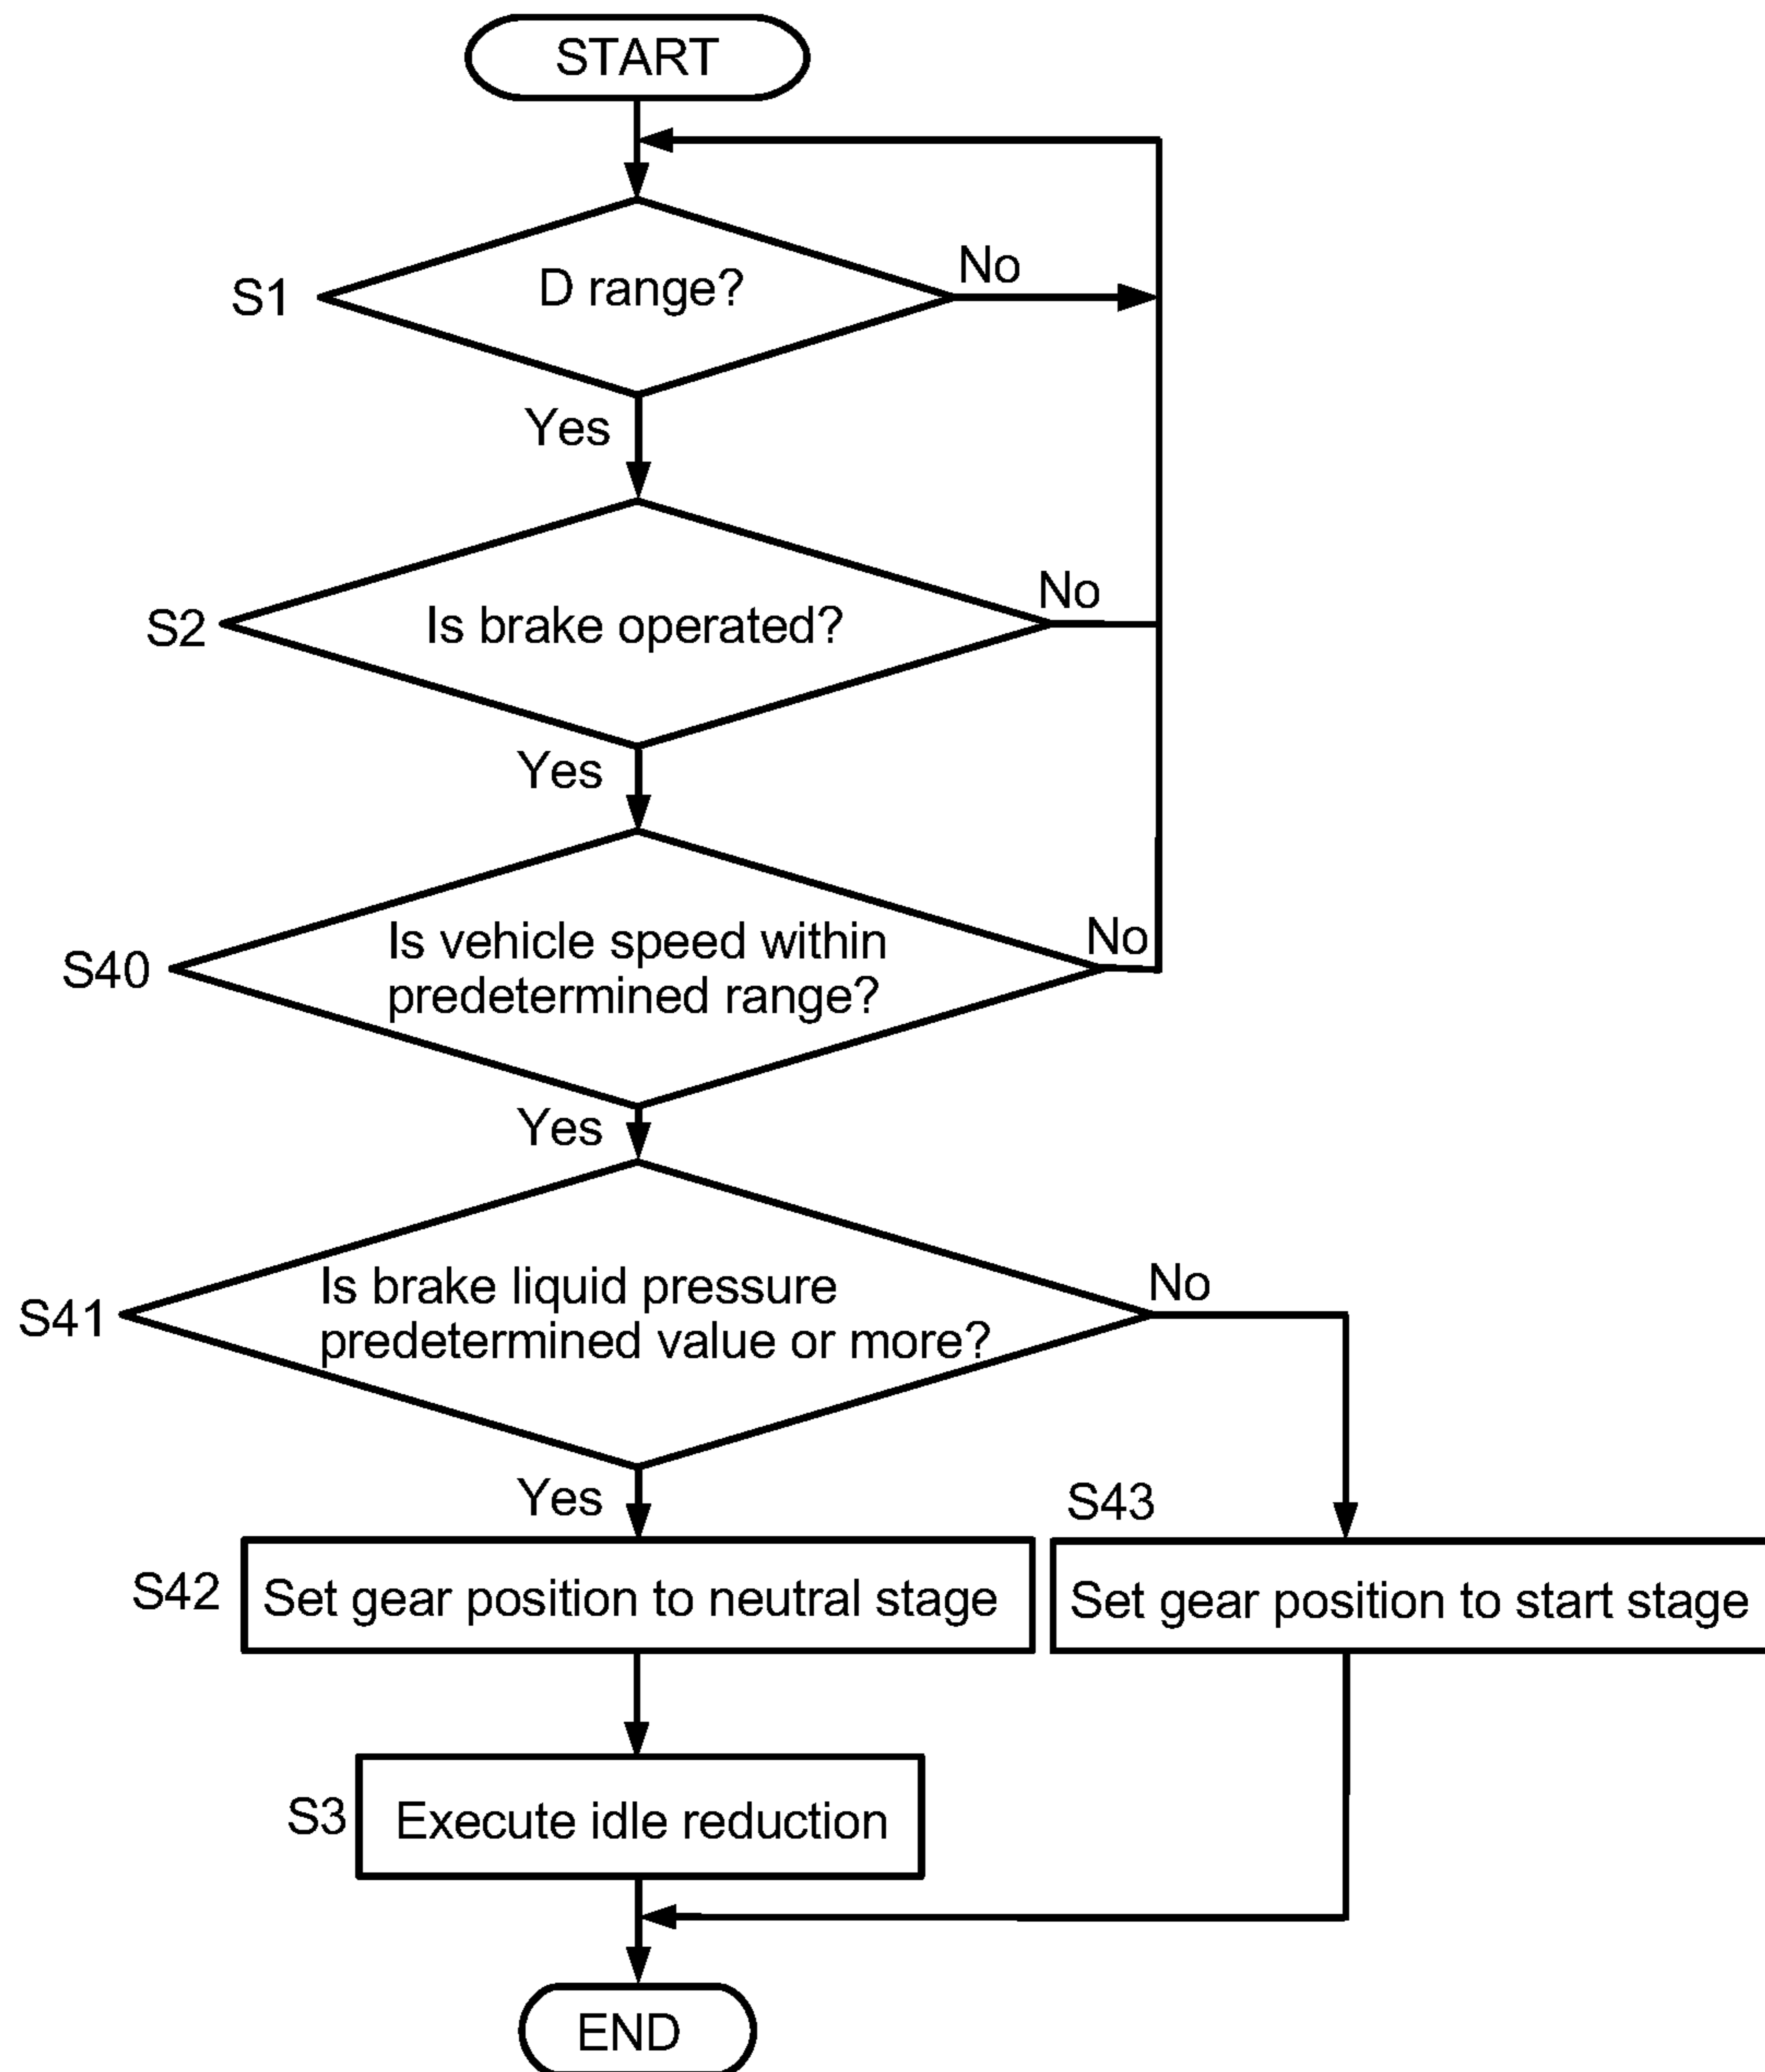 START
S1
D range?
No
Yes
S2
Is brake operated?
No
Yes
S40
Is vehicle speed within
predetermined range?
No
Yes
S41
Is brake liquid pressure
predetermined value or more?
No
Yes
S42
Set gear position to neutral stage
S43
Set gear position to start stage
S3
Execute idle reduction
END